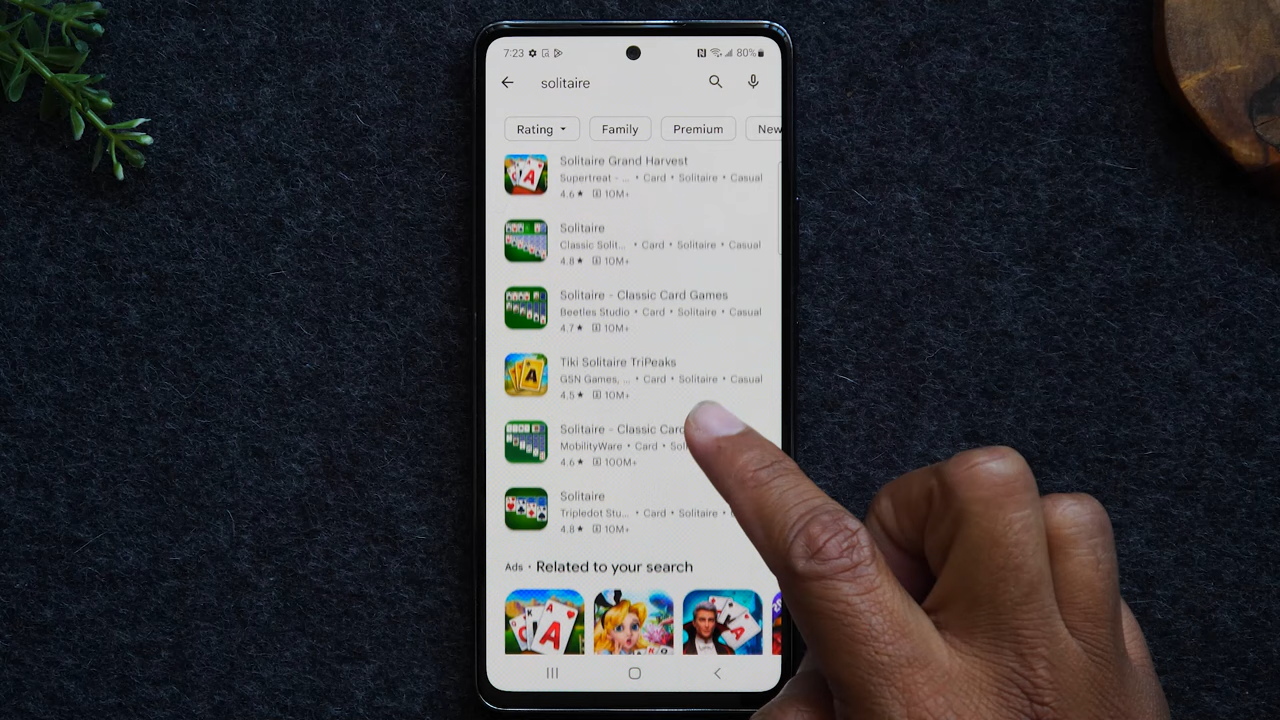 7:23 80%
solitaire
Rating Family Premium New
Solitaire Grand Harvest
Supertreat - ... • Card • Solitaire • Casual
4.6★ 10M+
Solitaire
Classic Solit... • Card • Solitaire • Casual
4.8★ 10M+
Solitaire - Classic Card Games
Beetles Studio • Card • Solitaire • Casual
4.7★ 10M+
Tiki Solitaire TriPeaks
GSN Games, ... • Card • Solitaire • Casual
4.5★ 10M+
Solitaire - Classic Card
MobilityWare • Card • Sol
4.6★ 100M+
Solitaire
Tripledot Stu... • Card • Solitaire •
4.8★ 10M+
Ads • Related to your search